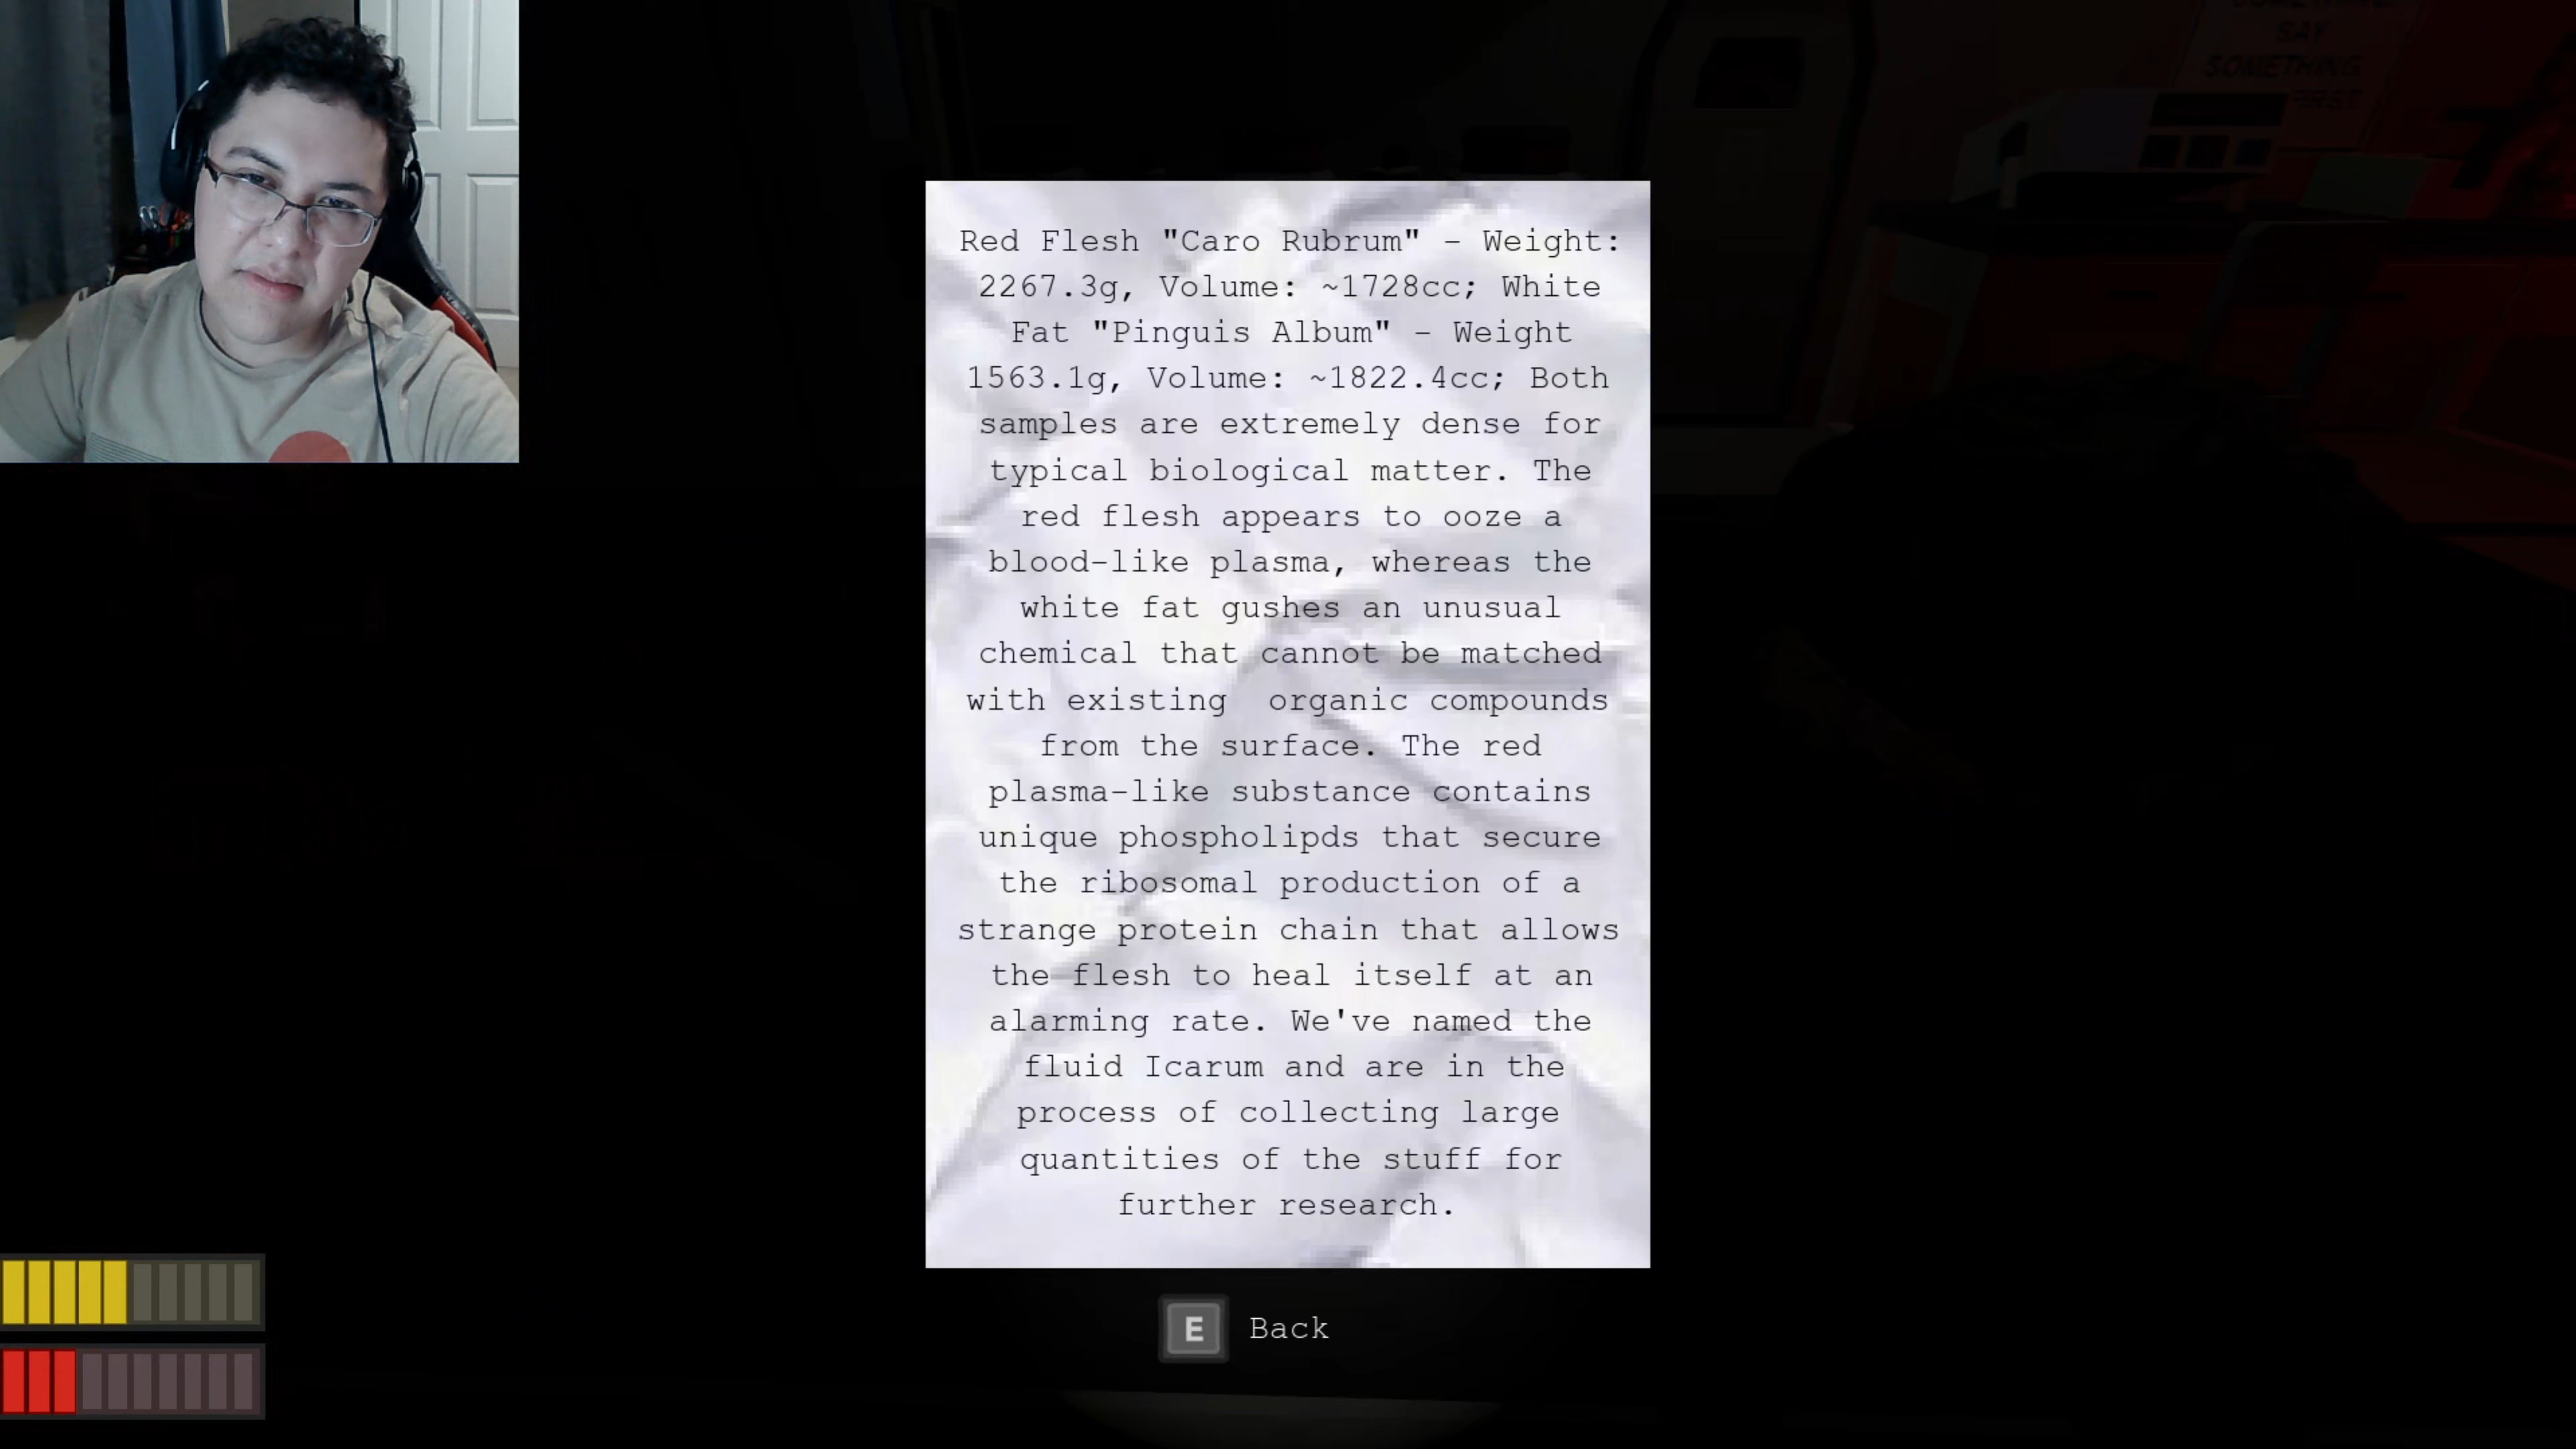 SAY
SOMETHING
FIRST
Red Flesh "Caro Rubrum" - Weight:
2267.3g, Volume: ~1728cc; White
Fat "Pinguis Album" - Weight
1563.1g, Volume: ~1822.4cc; Both
samples are extremely dense for
typical biological matter. The
red flesh appears to ooze a
blood-like plasma, whereas the
white fat gushes an unusual
chemical that cannot be matched
with existing  organic compounds
from the surface. The red
plasma-like substance contains
unique phospholipds that secure
the ribosomal production of a
strange protein chain that allows
the flesh to heal itself at an
alarming rate. We've named the
fluid Icarum and are in the
process of collecting large
quantities of the stuff for
further research.
E Back